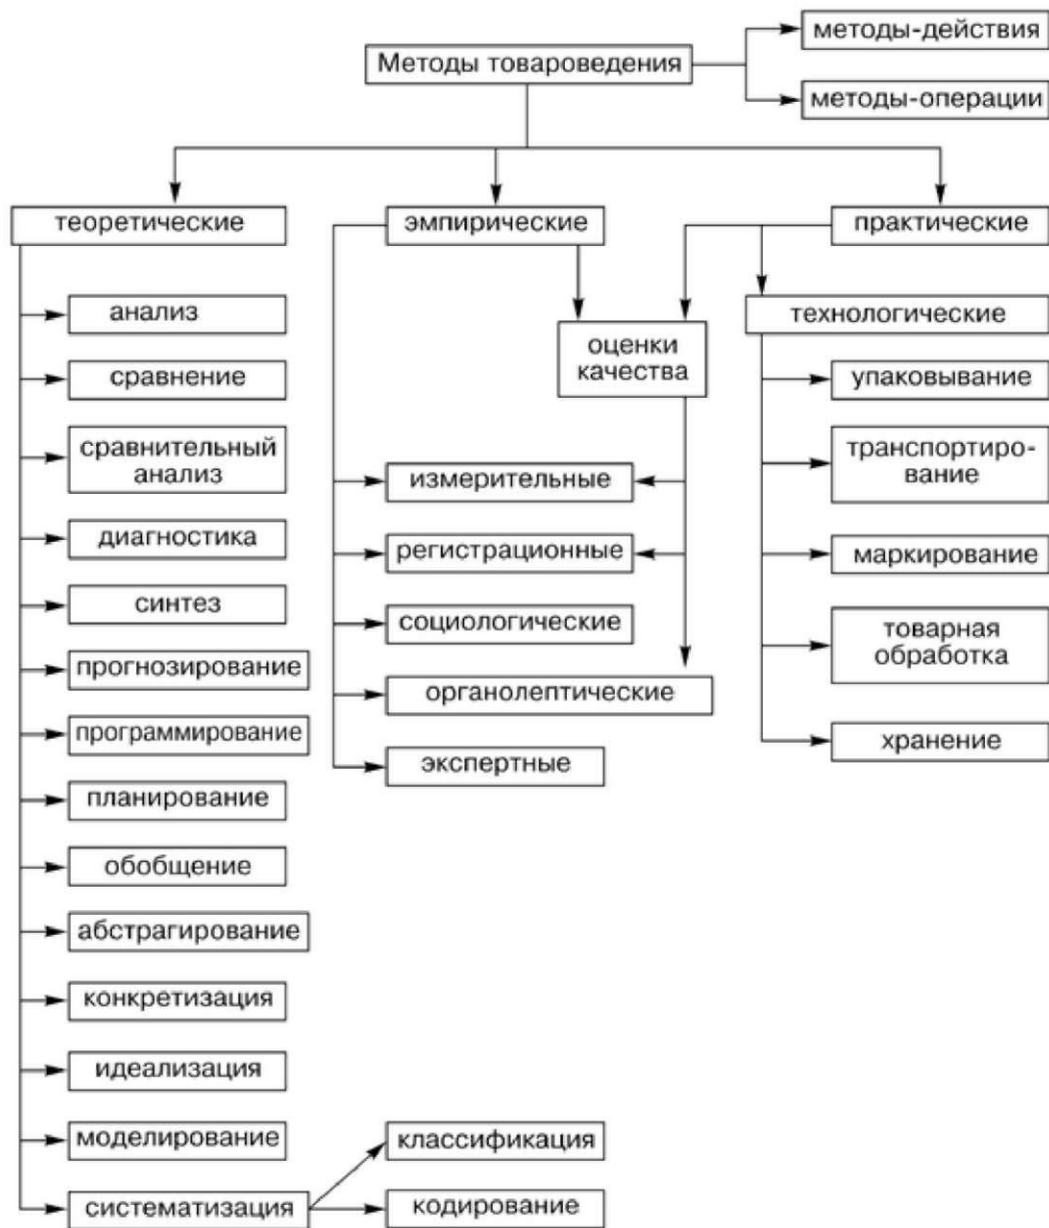 методы-действия
Методы товароведения
методы-операции
теоретические
эмпирические
практические
анализ
сравнение
сравнительный
анализ
диагностика
синтез
прогнозирование
программирование
планирование
обобщение
абстрагирование
конкретизация
идеализация
моделирование
систематизация
классификация
кодирование
оценки
качества
измерительные
регистрационные
социологические
органолептические
экспертные
технологические
упаковывание
транспортиро-
вание
маркирование
товарная
обработка
хранение